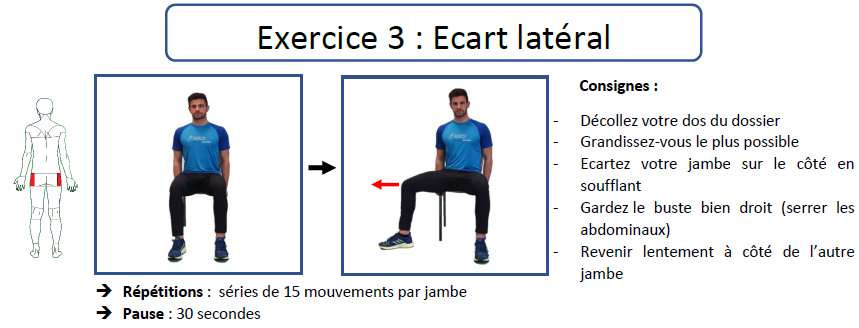 Exercice 3 : Ecart latéral
Consignes :
- Décollez votre dos du dossier
- Grandissez-vous le plus possible
- Ecartez votre jambe sur le côté en
soufflant
- Gardez le buste bien droit (serrer les
abdominaux)
- Revenir lentement à côté de l’autre
jambe
➔ Répétitions : séries de 15 mouvements par jambe
➔ Pause : 30 secondes